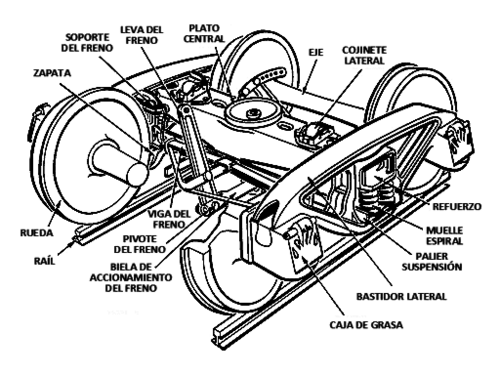 SOPORTE
DEL FRENO
LEVA DEL
FRENO
PLATO
CENTRAL
EJE
COJINETE
LATERAL
ZAPATA
RUEDA
RAÍL
VIGA DEL
FRENO
PIVOTE
DEL FRENO
BIELA DE
ACCIONAMIENTO
DEL FRENO
REFUERZO
MUELLE
ESPIRAL
PALIER
SUSPENSIÓN
BASTIDOR LATERAL
CAJA DE GRASA